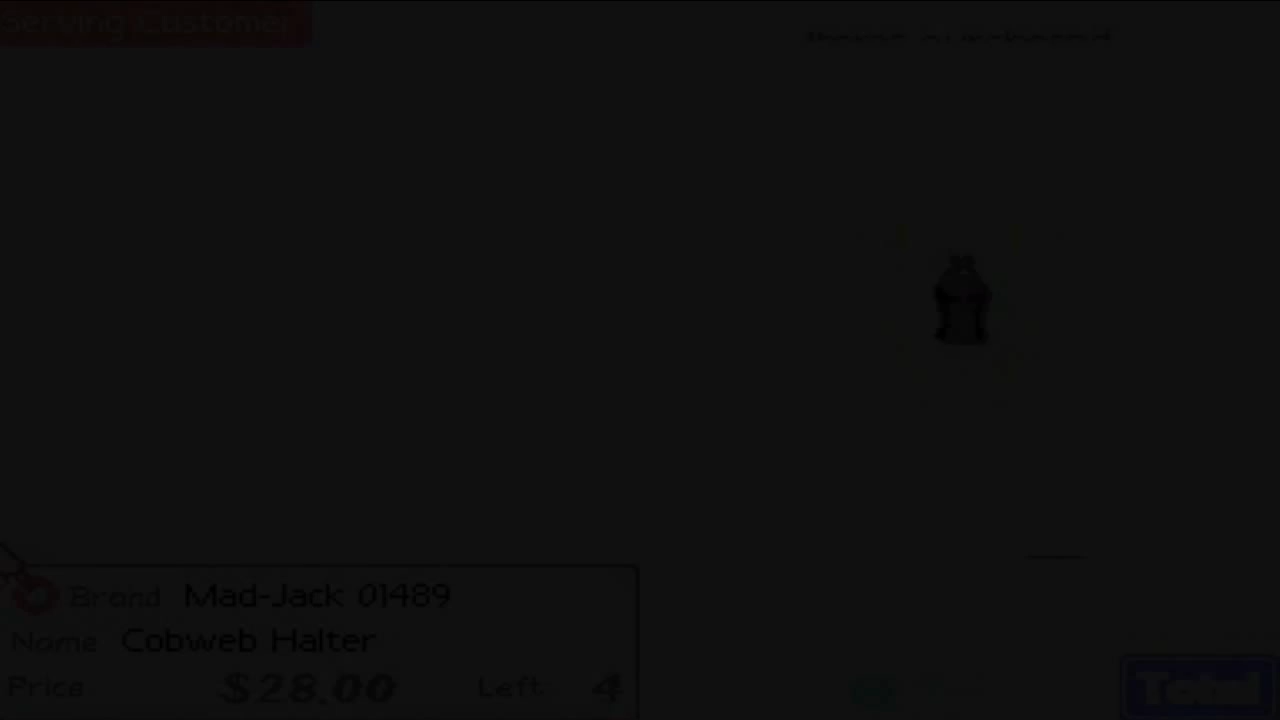 Serving Customer
Brand Mad-Jack 01489
Name Cobweb Halter
Price $28.00 Left 4
Total